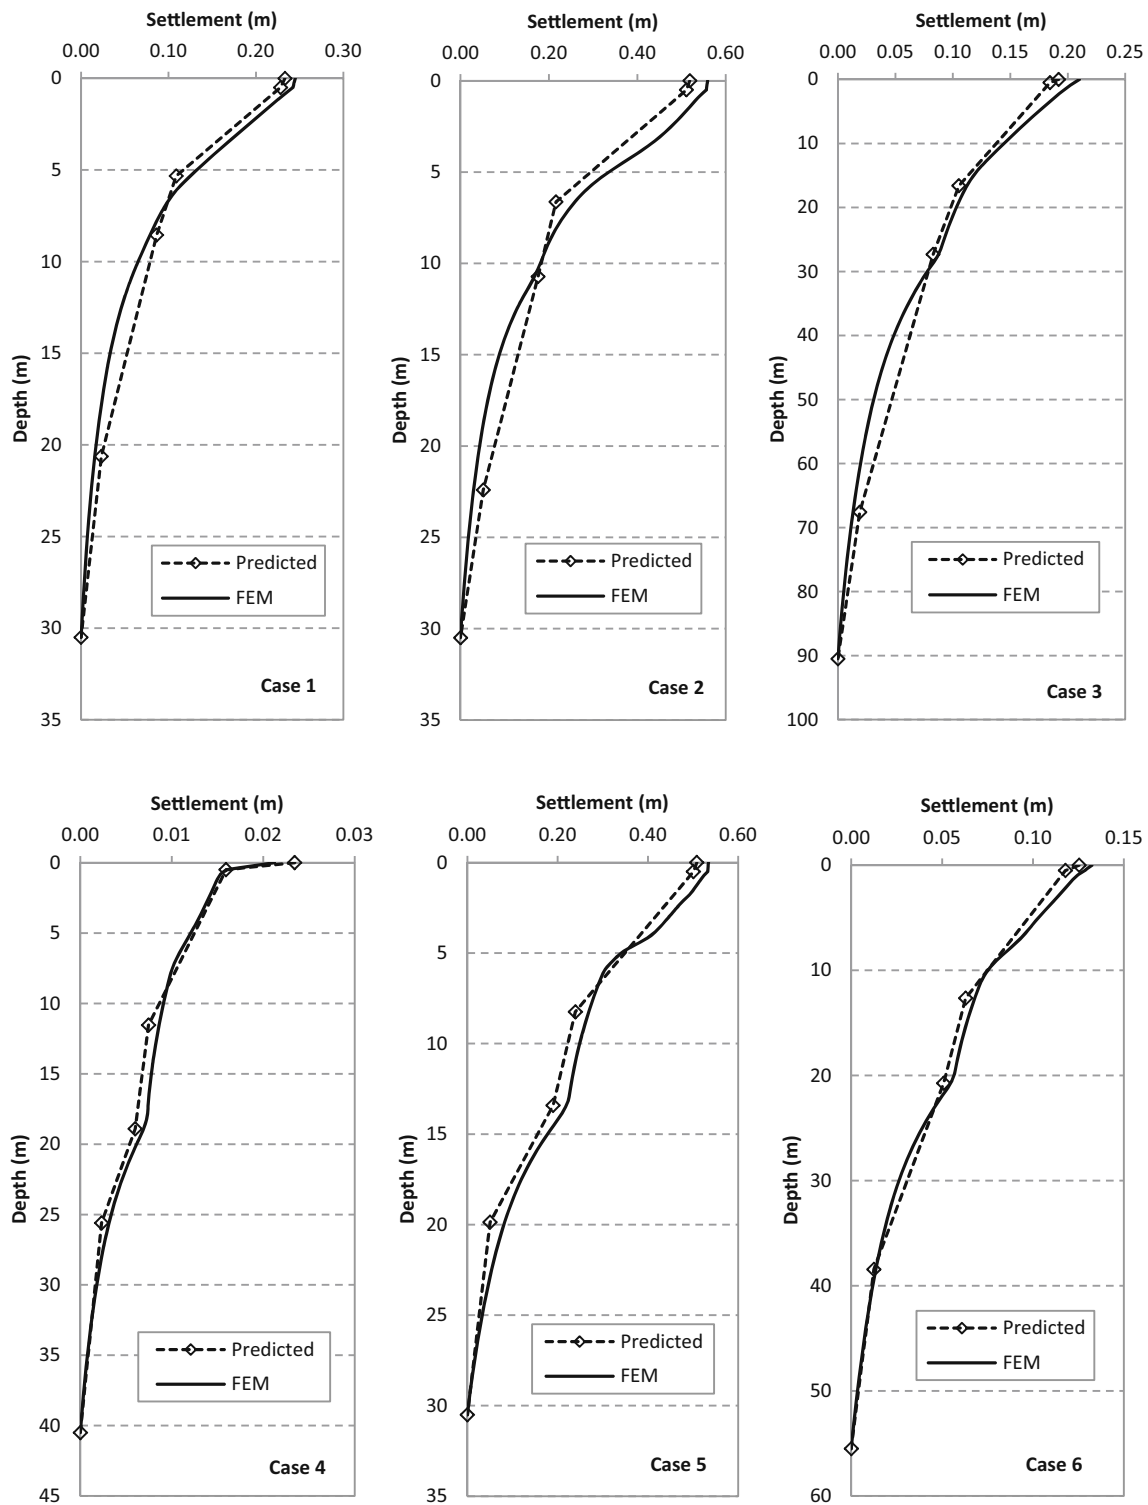 Settlement (m)
0.00 0.10 0.20 0.30
0
5
10
15
20
25
30
35
Depth (m)
Predicted
FEM
Case 1
Settlement (m)
0.00 0.20 0.40 0.60
0
5
10
15
20
25
30
35
Depth (m)
Predicted
FEM
Case 2
Settlement (m)
0.00 0.05 0.10 0.15 0.20 0.25
0
10
20
30
40
50
60
70
80
90
100
Depth (m)
Predicted
FEM
Case 3
Settlement (m)
0.00 0.01 0.02 0.03
0
5
10
15
20
25
30
35
40
45
Depth (m)
Predicted
FEM
Case 4
Settlement (m)
0.00 0.20 0.40 0.60
0
5
10
15
20
25
30
35
Depth (m)
Predicted
FEM
Case 5
Settlement (m)
0.00 0.05 0.10 0.15
0
10
20
30
40
50
60
Depth (m)
Predicted
FEM
Case 6